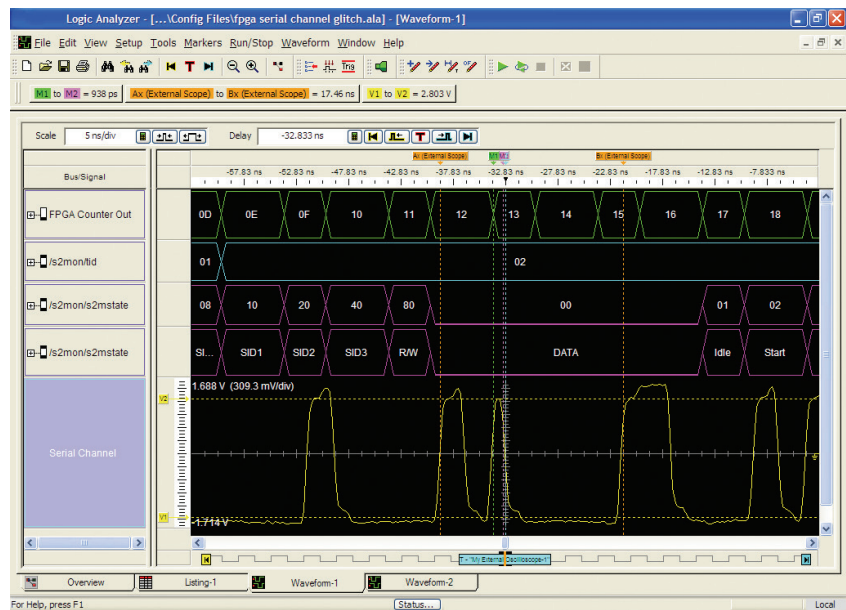 Logic Analyzer - [...\Config Files\fpga serial channel glitch.ala] - [Waveform-1]
File Edit View Setup Tools Markers Run/Stop Waveform Window Help
M1 to M2 = 938 ps Ax (External Scope) to Bx (External Scope) = 17.46 ns V1 to V2 = 2.803 V
Scale 5 ns/div Delay -32.833 ns T
Ax (External Scope) M1 M2 Bx (External Scope)
Bus/Signal -57.83 ns -52.83 ns -47.83 ns -42.83 ns -37.83 ns -32.83 ns -27.83 ns -22.83 ns -17.83 ns -12.83 ns -7.833 ns
FPGA Counter Out 0D 0E 0F 10 11 12 13 14 15 16 17 18
/s2mon/tid 01 02
/s2mon/s2mstate 08 10 20 40 80 00 01 02
/s2mon/s2mstate SI... SID1 SID2 SID3 R/W DATA Idle Start
1.688 V (309.3 mV/div)
V2
Serial Channel
V1 -1.714 V
T - "My External Oscilloscope-1"
Overview Listing-1 Waveform-1 Waveform-2
For Help, press F1 Status... Local